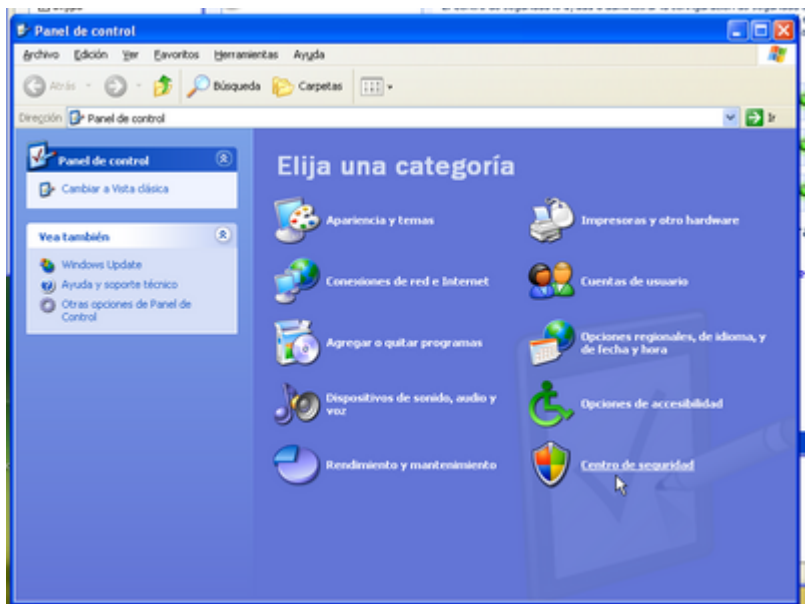 Panel de control
Archivo Edición Ver Favoritos Herramientas Ayuda
Atrás Búsqueda Carpetas
Dirección Panel de control Ir
Panel de control
Cambiar a Vista clásica
Vea también
Windows Update
Ayuda y soporte técnico
Otras opciones de Panel de
Control
Elija una categoría
Apariencia y temas
Impresoras y otro hardware
Conexiones de red e Internet
Cuentas de usuario
Agregar o quitar programas
Opciones regionales, de idioma, y
de fecha y hora
Dispositivos de sonido, audio y
voz
Opciones de accesibilidad
Rendimiento y mantenimiento
Centro de seguridad